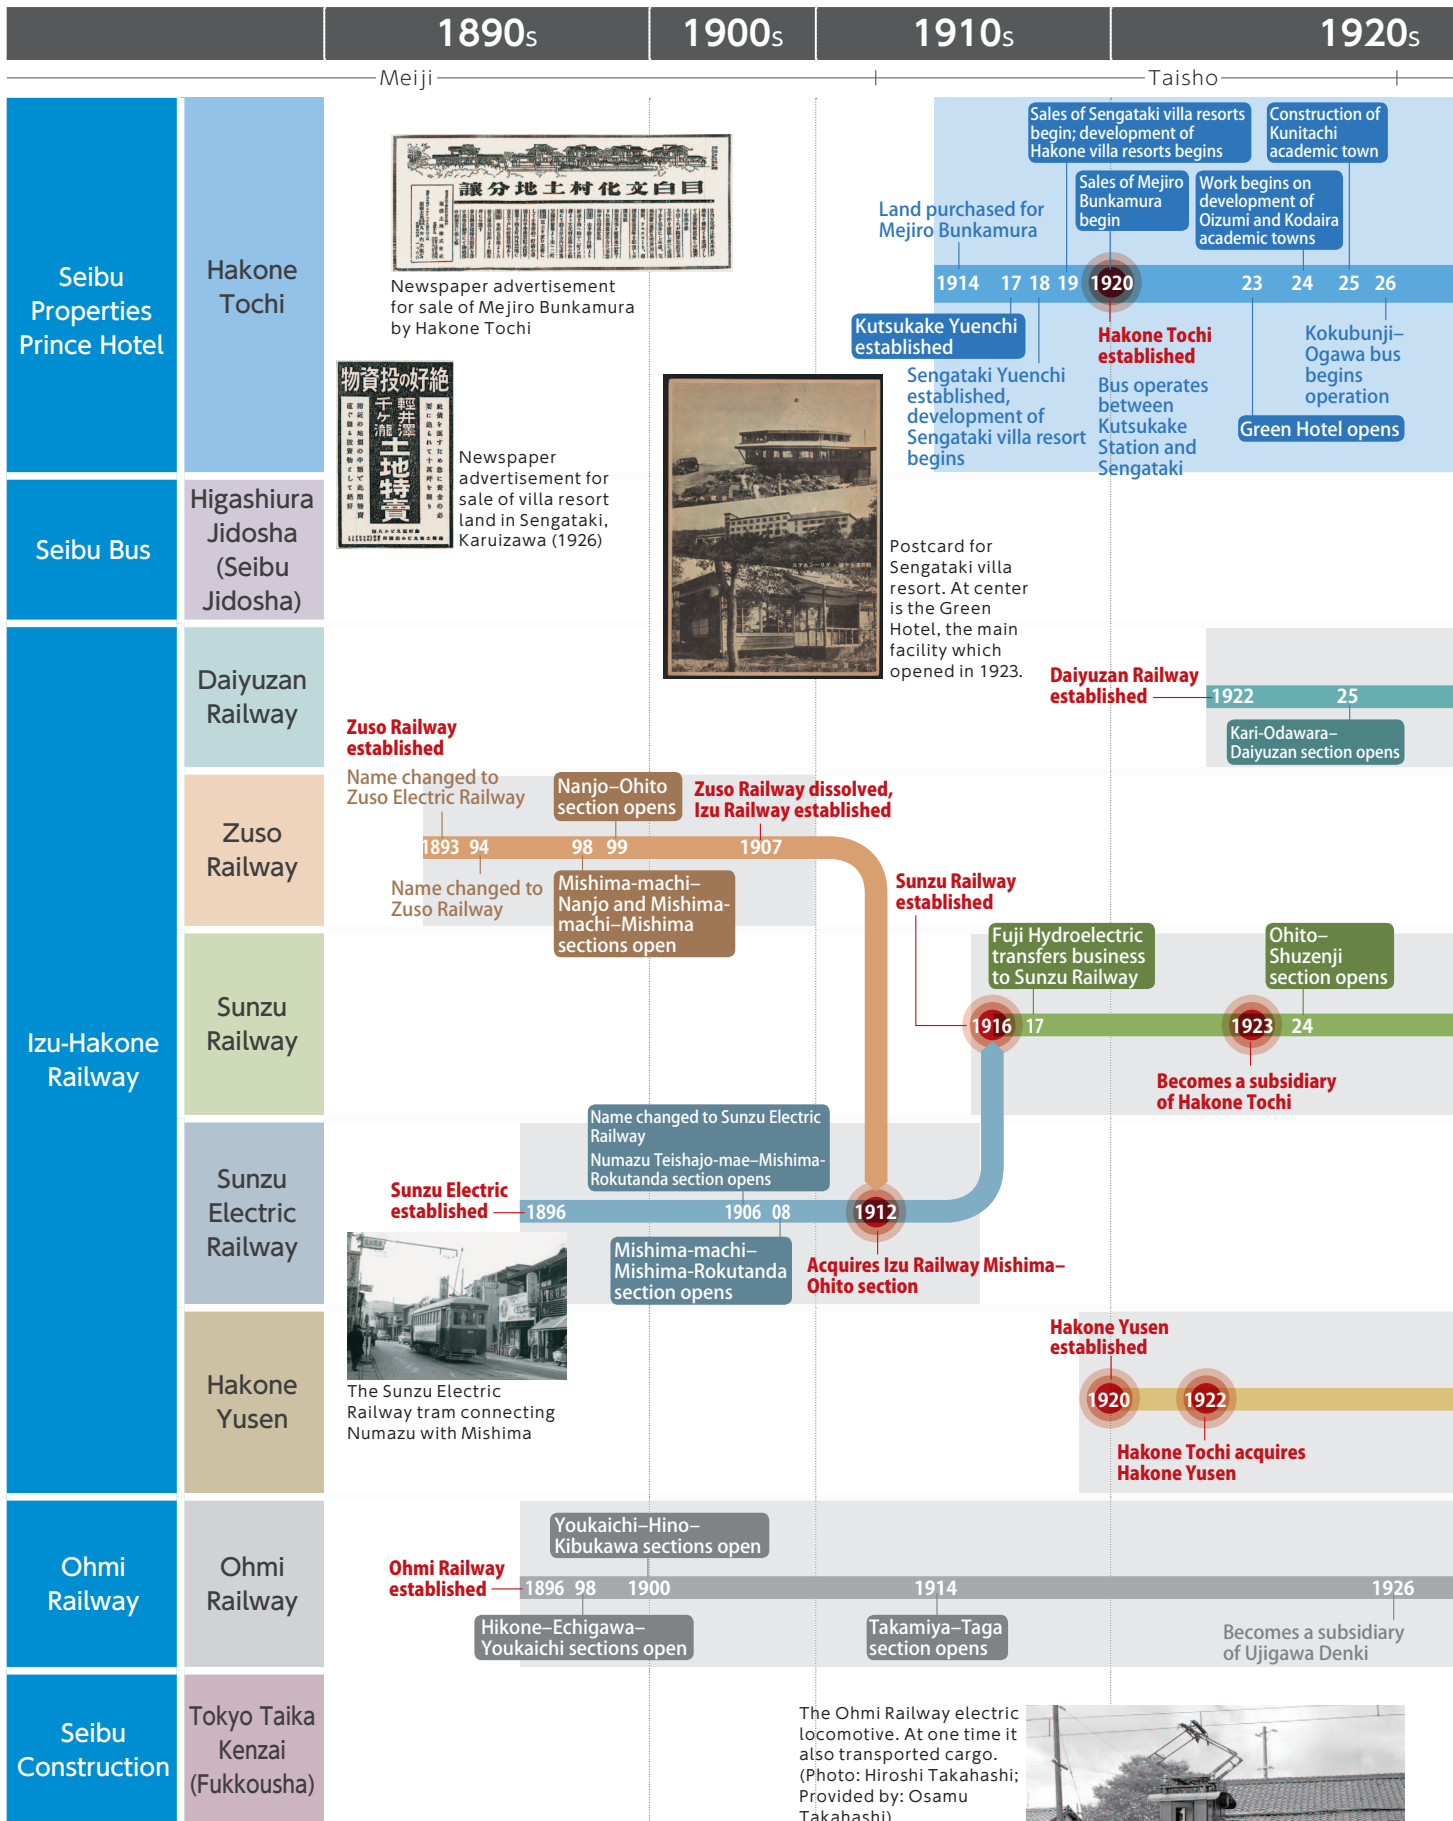 1890s
1900s
1910s
1920s
Meiji
Taisho
Seibu
Properties
Prince Hotel
Hakone
Tochi
目白文化村土地分譲
Newspaper advertisement
for sale of Mejiro Bunkamura
by Hakone Tochi
絶好の投資物
軽井澤
千ヶ瀧
土地特賣
Newspaper
advertisement for
sale of villa resort
land in Sengataki,
Karuizawa (1926)
Postcard for
Sengataki villa
resort. At center
is the Green
Hotel, the main
facility which
opened in 1923.
Sales of Sengataki villa resorts
begin; development of
Hakone villa resorts begins
Construction of
Kunitachi
academic town
Sales of Mejiro
Bunkamura
begin
Work begins on
development of
Oizumi and Kodaira
academic towns
Land purchased for
Mejiro Bunkamura
1914 17 18 19 1920 23 24 25 26
Kutsukake Yuenchi
established
Sengataki Yuenchi
established,
development of
Sengataki villa resort
begins
Hakone Tochi
established
Bus operates
between
Kutsukake
Station and
Sengataki
Kokubunji–
Ogawa bus
begins
operation
Green Hotel opens
Seibu Bus
Higashiura
Jidosha
(Seibu
Jidosha)
Izu-Hakone
Railway
Daiyuzan
Railway
Daiyuzan Railway
established
1922 25
Kari-Odawara–
Daiyuzan section opens
Zuso
Railway
Zuso Railway
established
Name changed to
Zuso Electric Railway
Nanjo–Ohito
section opens
Zuso Railway dissolved,
Izu Railway established
1893 94 98 99 1907
Name changed to
Zuso Railway
Mishima-machi–
Nanjo and Mishima-
machi–Mishima
sections open
Sunzu
Railway
Sunzu Railway
established
Fuji Hydroelectric
transfers business
to Sunzu Railway
Ohito–
Shuzenji
section opens
1916 17 1923 24
Becomes a subsidiary
of Hakone Tochi
Sunzu
Electric
Railway
Name changed to Sunzu Electric
Railway
Numazu Teishajo-mae–Mishima-
Rokutanda section opens
Sunzu Electric
established
1896 1906 08 1912
Mishima-machi–
Mishima-Rokutanda
section opens
Acquires Izu Railway Mishima–
Ohito section
The Sunzu Electric
Railway tram connecting
Numazu with Mishima
Hakone
Yusen
Hakone Yusen
established
1920 1922
Hakone Tochi acquires
Hakone Yusen
Ohmi
Railway
Ohmi
Railway
Youkaichi–Hino–
Kibukawa sections open
Ohmi Railway
established
1896 98 1900 1914 1926
Hikone–Echigawa–
Youkaichi sections open
Takamiya–Taga
section opens
Becomes a subsidiary
of Ujigawa Denki
Seibu
Construction
Tokyo Taika
Kenzai
(Fukkousha)
The Ohmi Railway electric
locomotive. At one time it
also transported cargo.
(Photo: Hiroshi Takahashi;
Provided by: Osamu
Takahashi)